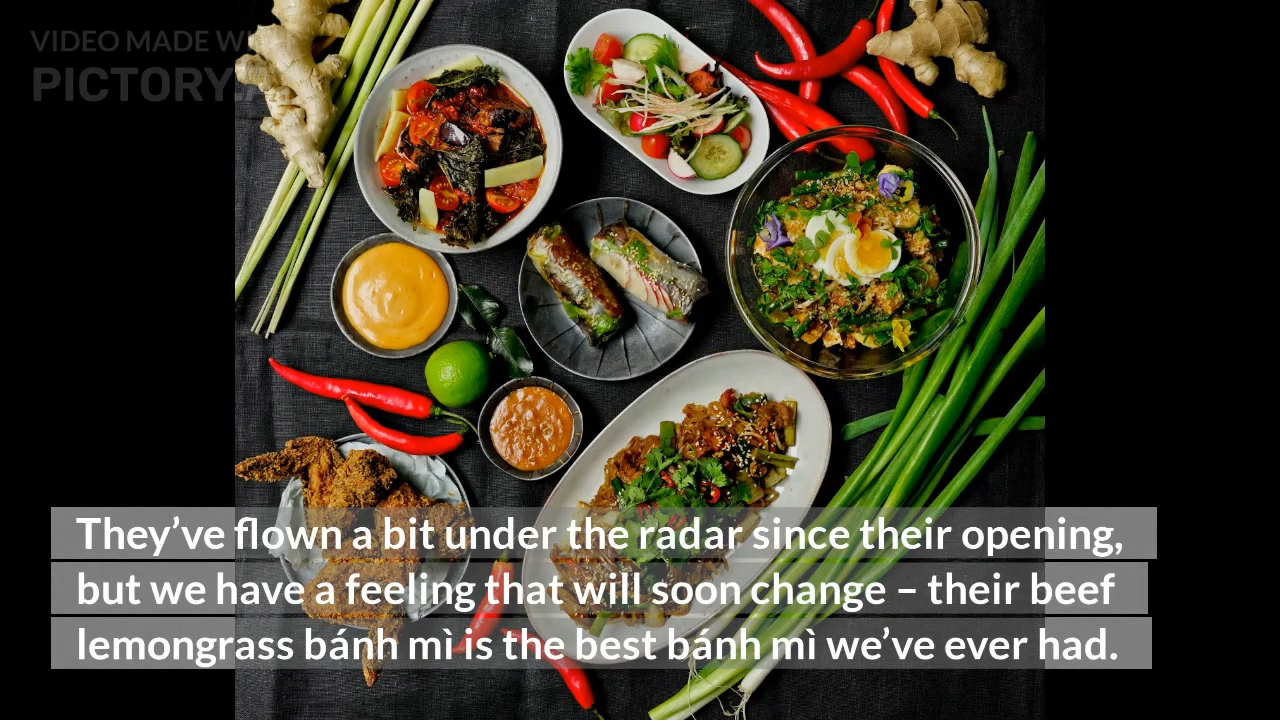 VIDEO MADE WI
PICTORY.A
They’ve flown a bit under the radar since their opening,
but we have a feeling that will soon change – their beef
lemongrass bánh mì is the best bánh mì we’ve ever had.